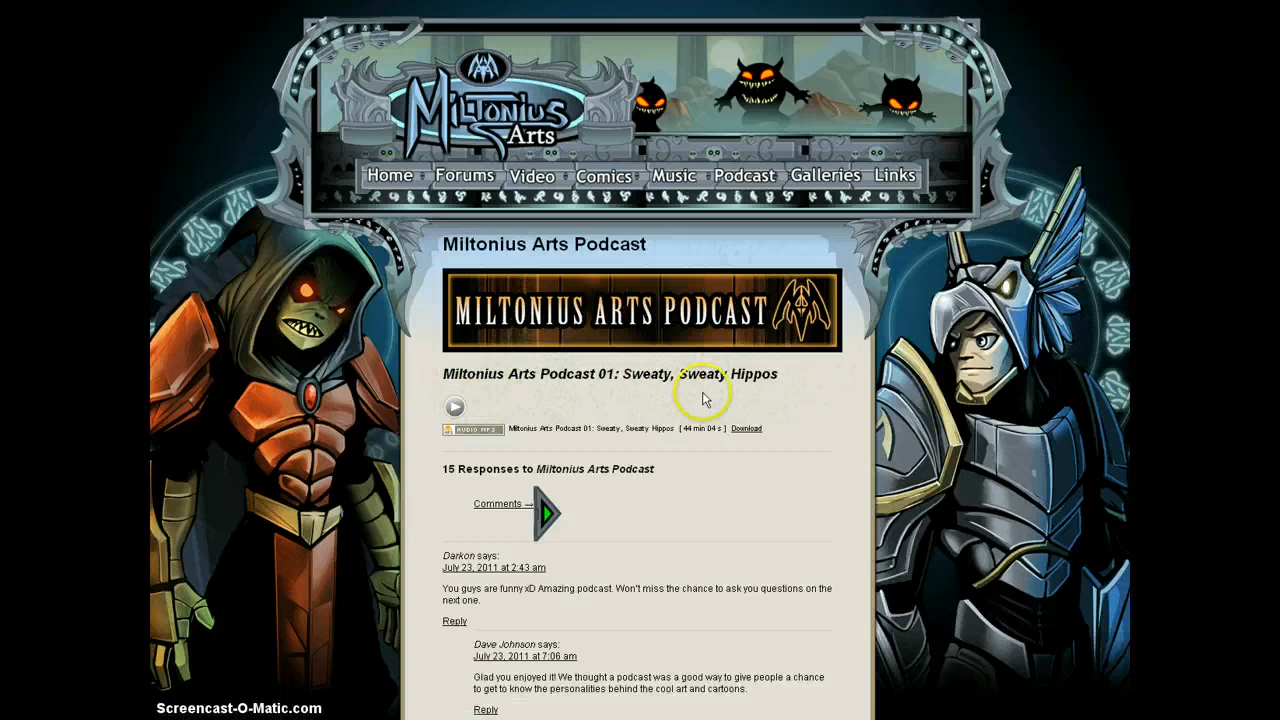 Miltonius
Arts
Home Forums Video Comics Music Podcast Galleries Links
Miltonius Arts Podcast
MILTONIUS ARTS PODCAST
Miltonius Arts Podcast 01: Sweaty, Sweaty Hippos
AUDIO MP3 Miltonius Arts Podcast 01: Sweaty, Sweaty Hippos [ 44 min 04 s ] Download
15 Responses to Miltonius Arts Podcast
Comments →
Darkon says:
July 23, 2011 at 2:43 am
You guys are funny xD Amazing podcast. Won't miss the chance to ask you questions on the
next one.
Reply
Dave Johnson says:
July 23, 2011 at 7:06 am
Glad you enjoyed it! We thought a podcast was a good way to give people a chance
to get to know the personalities behind the cool art and cartoons.
Reply
Screencast-O-Matic.com